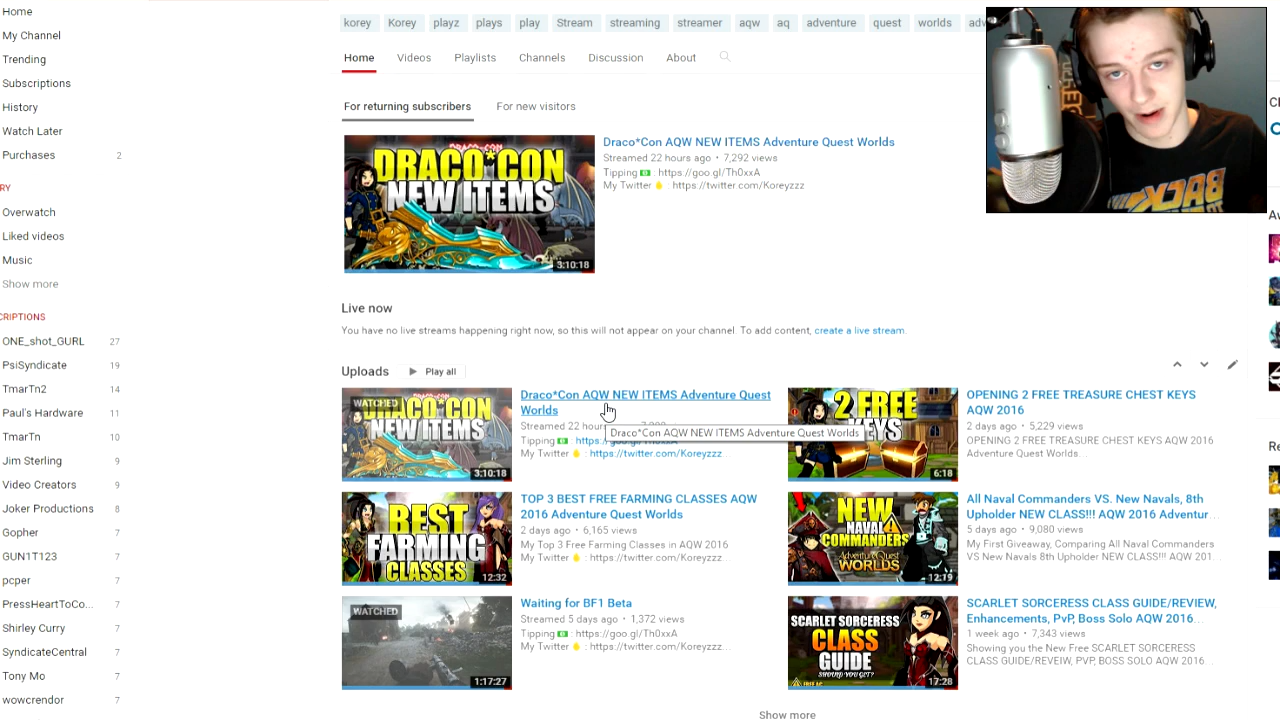 Home
My Channel
Trending
Subscriptions
History
Watch Later
Purchases 2
RY
Overwatch
Liked videos
Music
Show more
CRIPTIONS
ONE_shot_GURL 27
PsiSyndicate 19
TmarTn2 14
Paul's Hardware 11
TmarTn 10
Jim Sterling 9
Video Creators 9
Joker Productions 8
Gopher 7
GUN1T123 7
pcper 7
PressHeartToCo... 7
Shirley Curry 7
SyndicateCentral 7
Tony Mo 7
wowcrendor 7
korey Korey playz plays play Stream streaming streamer aqw aq adventure quest worlds adv
Home Videos Playlists Channels Discussion About
For returning subscribers For new visitors
DRACO*CON
NEW ITEMS
3:10:18
Draco*Con AQW NEW ITEMS Adventure Quest Worlds
Streamed 22 hours ago • 7,292 views
Tipping : https://goo.gl/Th0xxA
My Twitter : https://twitter.com/Koreyzzz
Live now
You have no live streams happening right now, so this will not appear on your channel. To add content, create a live stream.
Uploads Play all
WATCHED
DRACO*CON
NEW ITEMS
3:10:18
Draco*Con AQW NEW ITEMS Adventure Quest
Worlds
Streamed 22 hour
Draco*Con AQW NEW ITEMS Adventure Quest Worlds
Tipping : https:
My Twitter : https://twitter.com/Koreyzzz...
2 FREE
KEYS
6:18
OPENING 2 FREE TREASURE CHEST KEYS
AQW 2016
2 days ago • 5,229 views
OPENING 2 FREE TREASURE CHEST KEYS AQW 2016
Adventure Quest Worlds...
BEST
FARMING
CLASSES
12:32
TOP 3 BEST FREE FARMING CLASSES AQW
2016 Adventure Quest Worlds
2 days ago • 6,165 views
My Top 3 Free Farming Classes in AQW 2016
My Twitter : https://twitter.com/Koreyzzz...
NEW
NAVAL
COMMANDERS
AdventureQuest
WORLDS
12:19
All Naval Commanders VS. New Navals, 8th
Upholder NEW CLASS!!! AQW 2016 Adventur...
5 days ago • 9,080 views
My First Giveaway, Comparing All Naval Commanders
VS New Navals 8th Upholder NEW CLASS!!! AQW 201...
WATCHED
1:17:27
Waiting for BF1 Beta
Streamed 5 days ago • 1,372 views
Tipping : https://goo.gl/Th0xxA
My Twitter : https://twitter.com/Koreyzzz...
SCARLET SORCERESS
CLASS
GUIDE
SHOULD YOU GET?
17:28
SCARLET SORCERESS CLASS GUIDE/REVIEW,
Enhancements, PvP, Boss Solo AQW 2016...
1 week ago • 7,343 views
Showing you the New Free SCARLET SORCERESS
CLASS GUIDE/REVEIW, PVP, BOSS SOLO AQW 2016...
Show more
BACK